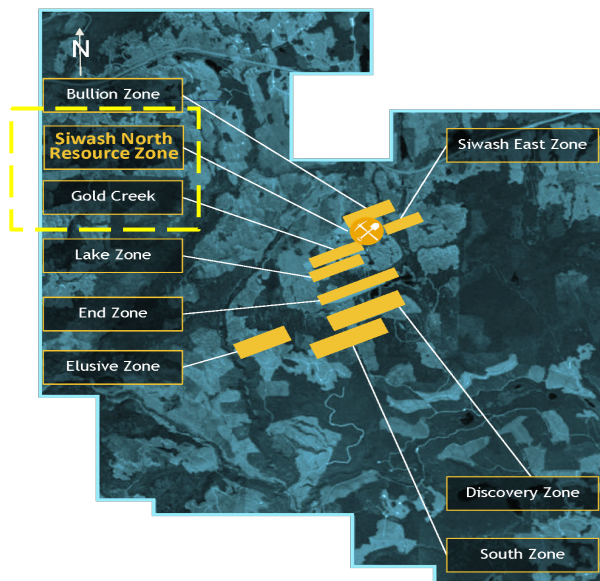 N
Bullion Zone
Siwash North
Resource Zone
Gold Creek
Lake Zone
End Zone
Elusive Zone
Siwash East Zone
Discovery Zone
South Zone